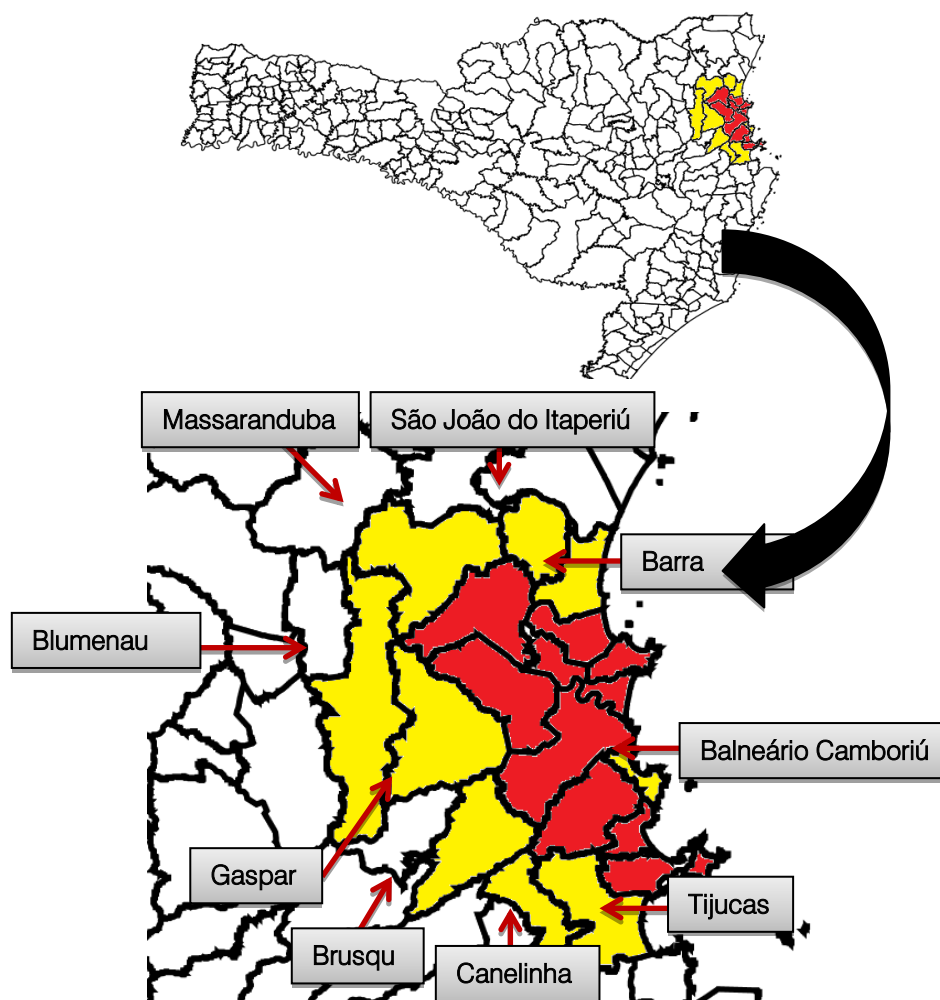 Massaranduba
São João do Itaperiú
Barra
Blumenau
Balneário Camboriú
Gaspar
Tijucas
Brusqu
Canelinha